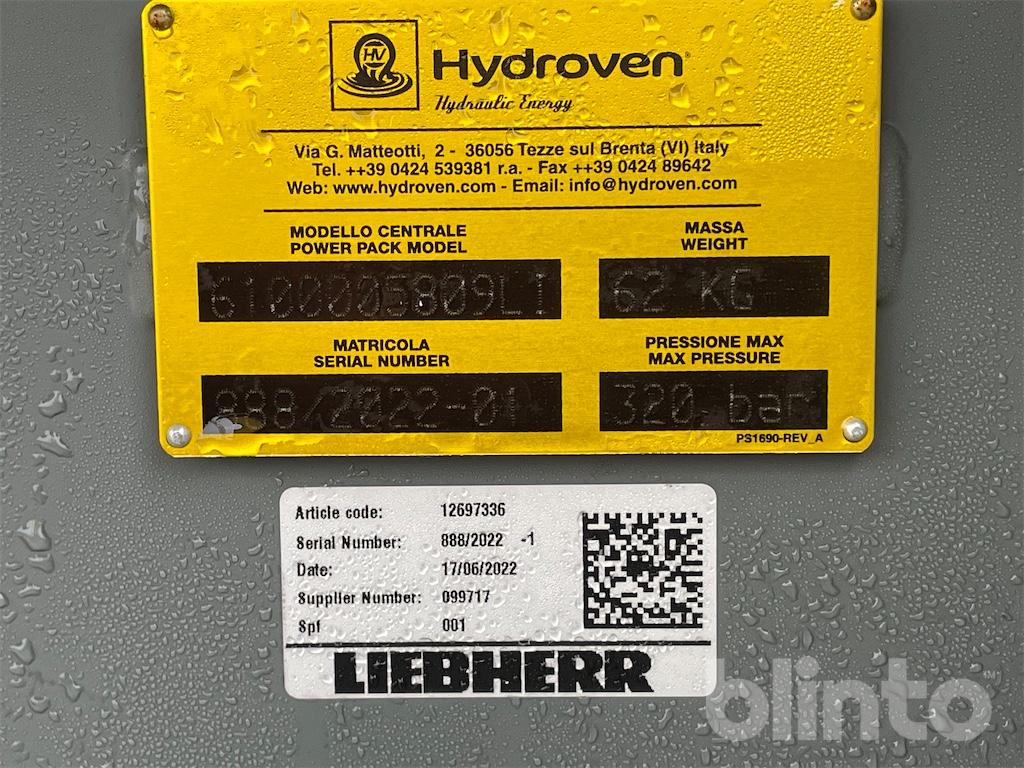 HV
Hydroven
Hydraulic Energy
Via G. Matteotti, 2 - 36056 Tezze sul Brenta (VI) Italy
Tel. ++39 0424 539381 r.a. - Fax ++39 0424 89642
Web: www.hydroven.com - Email: info@hydroven.com
MODELLO CENTRALE
POWER PACK MODEL
6100005809LI
MASSA
WEIGHT
62 KG
MATRICOLA
SERIAL NUMBER
888/2022-01
PRESSIONE MAX
MAX PRESSURE
320 bar
PS1690-REV_A
Article code: 12697336
Serial Number: 888/2022 -1
Date: 17/06/2022
Supplier Number: 099717
Spf 001
LIEBHERR
blinto